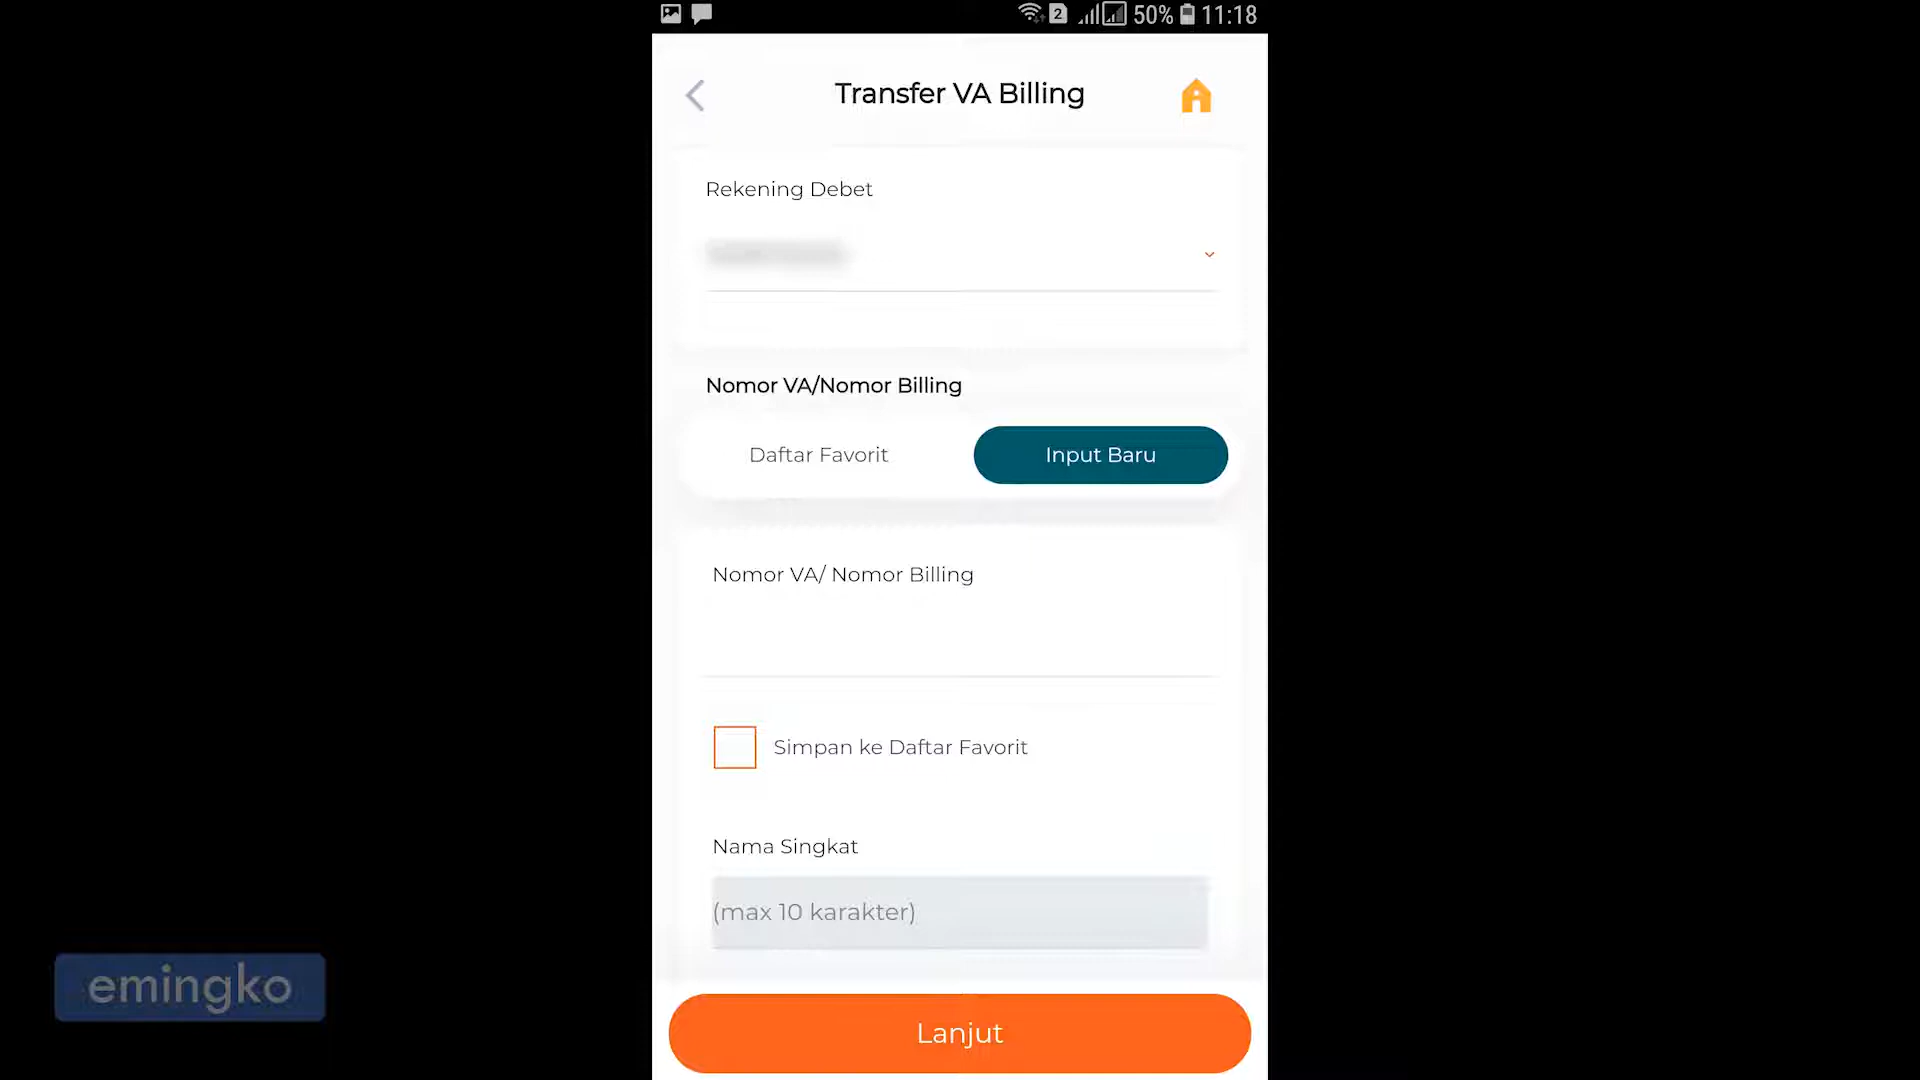 2 50% 11:18
Transfer VA Billing
Rekening Debet
Nomor VA/Nomor Billing
Daftar Favorit
Input Baru
Nomor VA/ Nomor Billing
Simpan ke Daftar Favorit
Nama Singkat
(max 10 karakter)
emingko
Lanjut